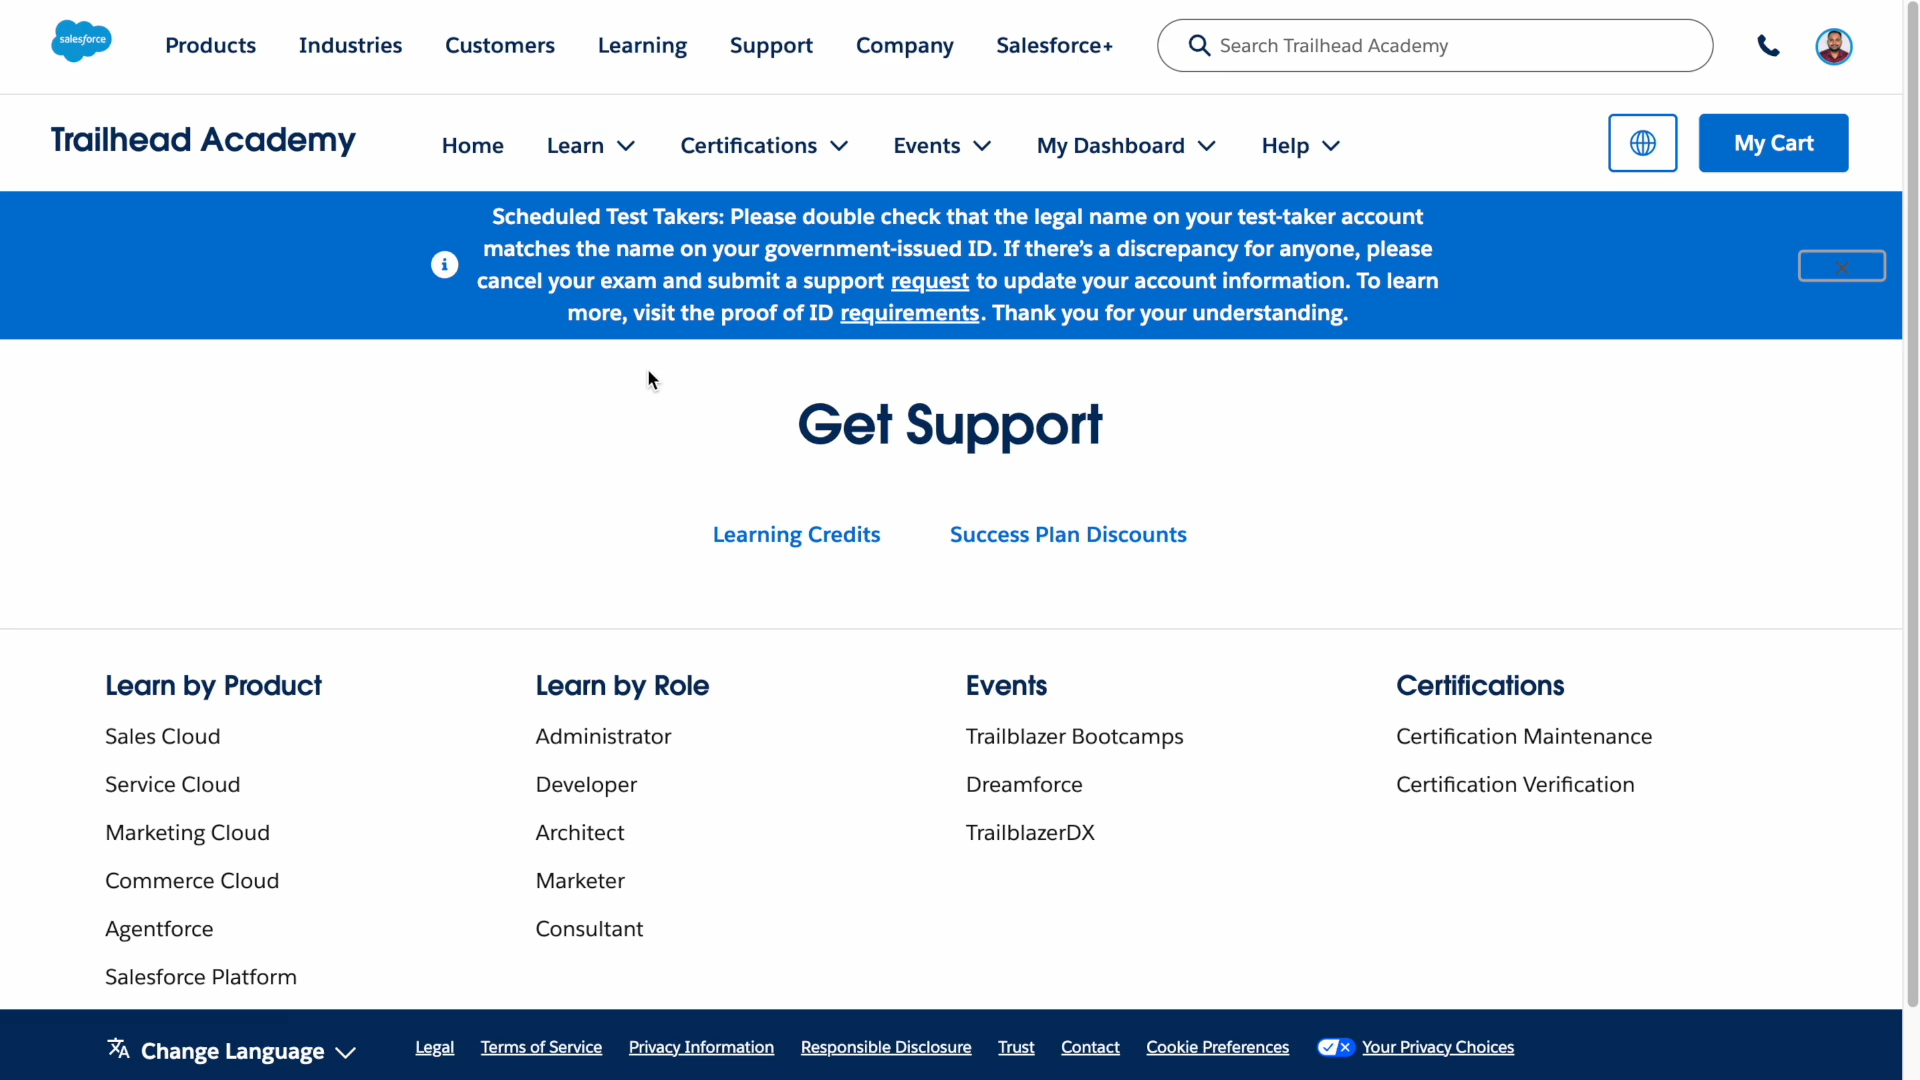 salesforce
Products
Industries
Customers
Learning
Support
Company
Salesforce+
Search Trailhead Academy
Trailhead Academy
Home
Learn
Certifications
Events
My Dashboard
Help
My Cart
Scheduled Test Takers: Please double check that the legal name on your test-taker account
matches the name on your government-issued ID. If there’s a discrepancy for anyone, please
cancel your exam and submit a support request to update your account information. To learn
more, visit the proof of ID requirements. Thank you for your understanding.
Get Support
Learning Credits
Success Plan Discounts
Learn by Product
Sales Cloud
Service Cloud
Marketing Cloud
Commerce Cloud
Agentforce
Salesforce Platform
Learn by Role
Administrator
Developer
Architect
Marketer
Consultant
Events
Trailblazer Bootcamps
Dreamforce
TrailblazerDX
Certifications
Certification Maintenance
Certification Verification
Change Language
Legal
Terms of Service
Privacy Information
Responsible Disclosure
Trust
Contact
Cookie Preferences
Your Privacy Choices